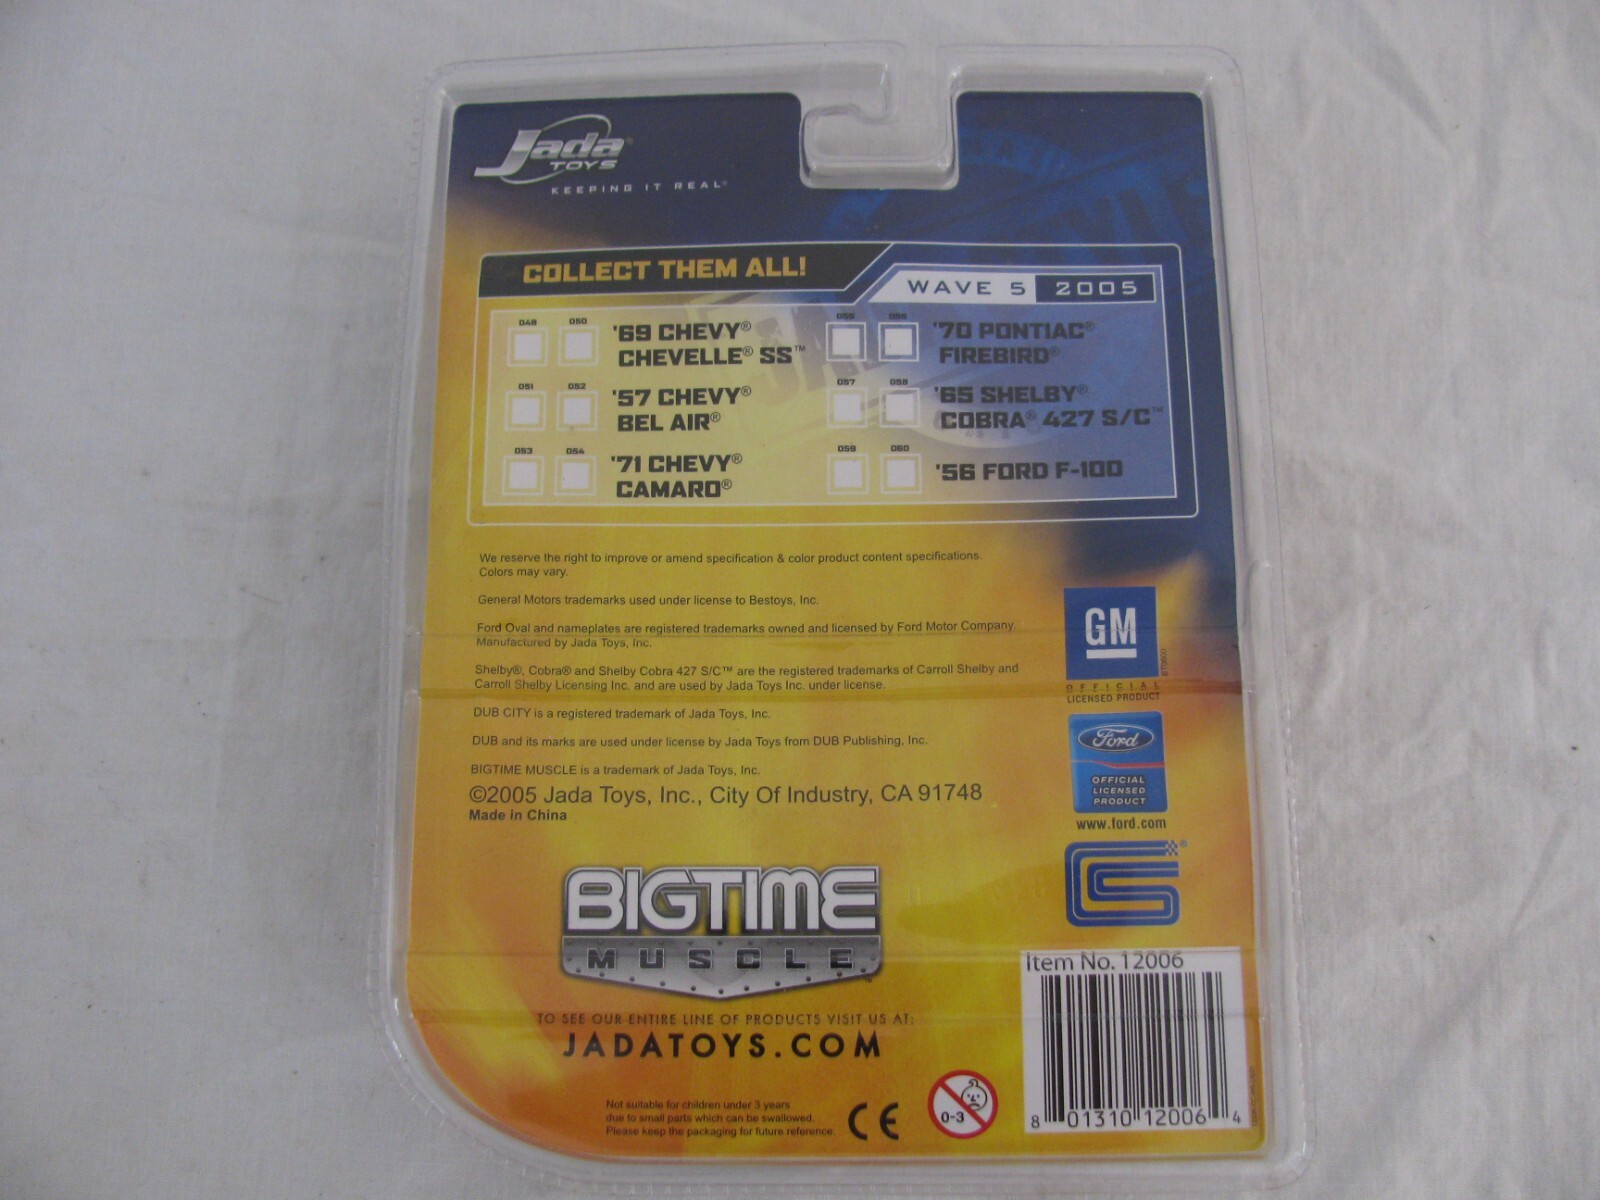 Jada®
TOYS
KEEPING IT REAL®
COLLECT THEM ALL!
WAVE 5 2005
048 050
'69 CHEVY®
CHEVELLE® SS™
051 052
'57 CHEVY®
BEL AIR®
053 054
'71 CHEVY®
CAMARO®
055 056
'70 PONTIAC®
FIREBIRD®
057 058
'65 SHELBY®
COBRA® 427 S/C™
059 060
'56 FORD F-100
We reserve the right to improve or amend specification & color product content specifications.
Colors may vary.
General Motors trademarks used under license to Bestoys, Inc.
Ford Oval and nameplates are registered trademarks owned and licensed by Ford Motor Company.
Manufactured by Jada Toys, Inc.
Shelby®, Cobra® and Shelby Cobra 427 S/C™ are the registered trademarks of Carroll Shelby and
Carroll Shelby Licensing Inc. and are used by Jada Toys Inc. under license.
DUB CITY is a registered trademark of Jada Toys, Inc.
DUB and its marks are used under license by Jada Toys from DUB Publishing, Inc.
BIGTIME MUSCLE is a trademark of Jada Toys, Inc.
©2005 Jada Toys, Inc., City Of Industry, CA 91748
Made in China
GM
OFFICIAL
LICENSED PRODUCT
Ford
OFFICIAL
LICENSED
PRODUCT
www.ford.com
CS®
BIGTIME
MUSCLE
TO SEE OUR ENTIRE LINE OF PRODUCTS VISIT US AT:
JADATOYS.COM
Not suitable for children under 3 years
due to small parts which can be swallowed.
Please keep the packaging for future reference.
CE
0-3
Item No. 12006
8 01310 12006 4